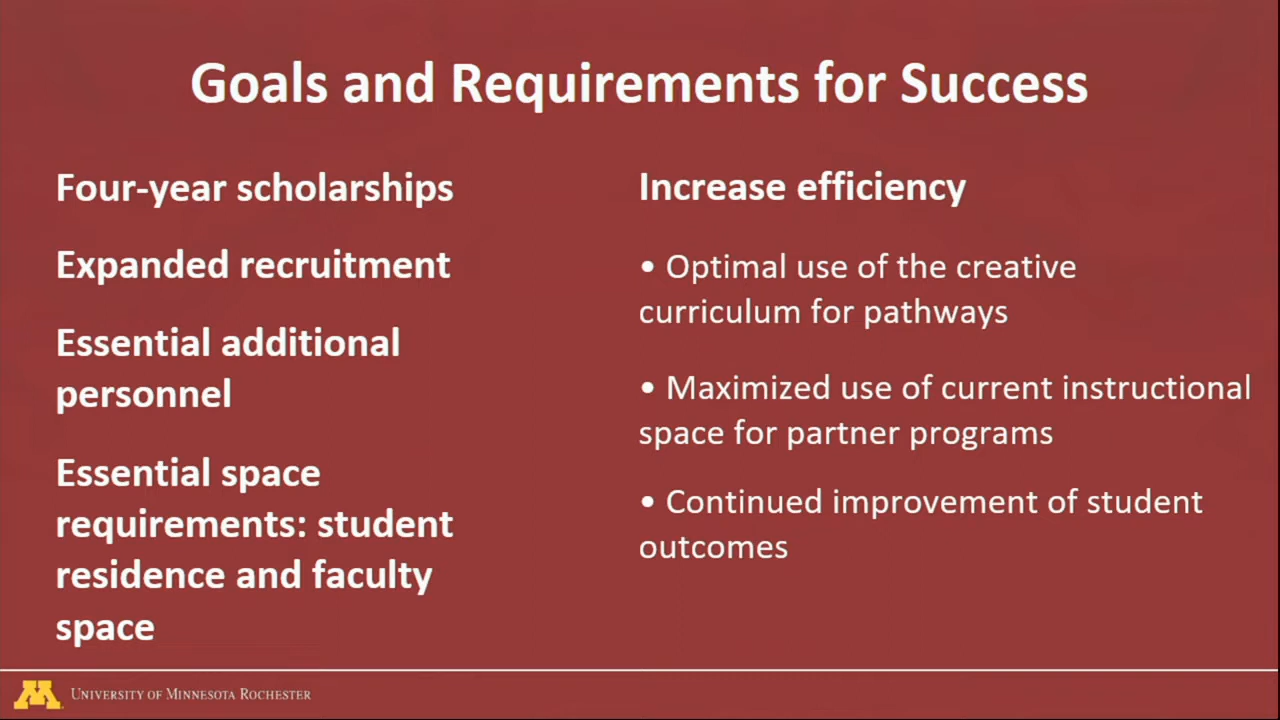 Goals and Requirements for Success
Four-year scholarships
Expanded recruitment
Essential additional
personnel
Essential space
requirements: student
residence and faculty
space
Increase efficiency
• Optimal use of the creative
curriculum for pathways
• Maximized use of current instructional
space for partner programs
• Continued improvement of student
outcomes
M
University of Minnesota Rochester